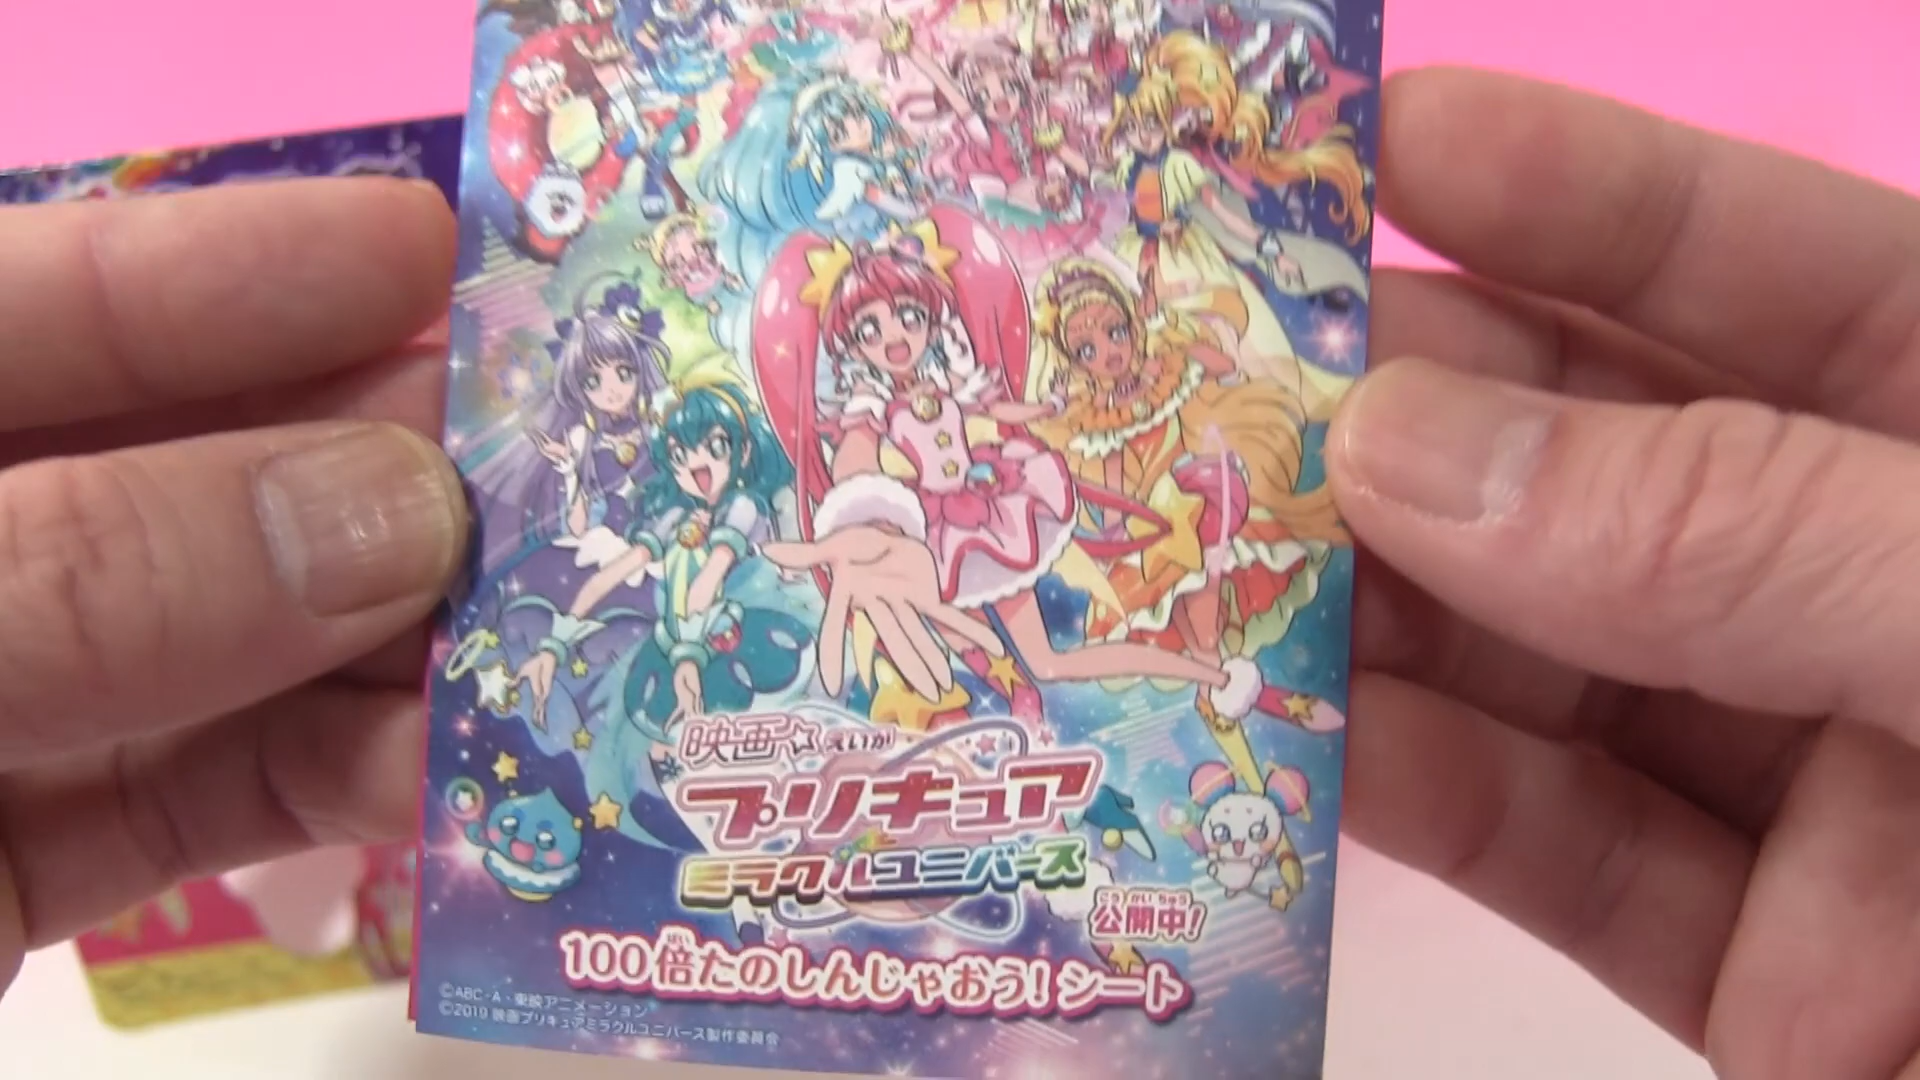 映画☆えいが
プリキュア
ミラクルユニバース
こうかいちゅう
公開中!
ばい
100倍たのしんじゃおう!シート
©ABC-A・東映アニメーション
©2019 映画プリキュアミラクルユニバース製作委員会